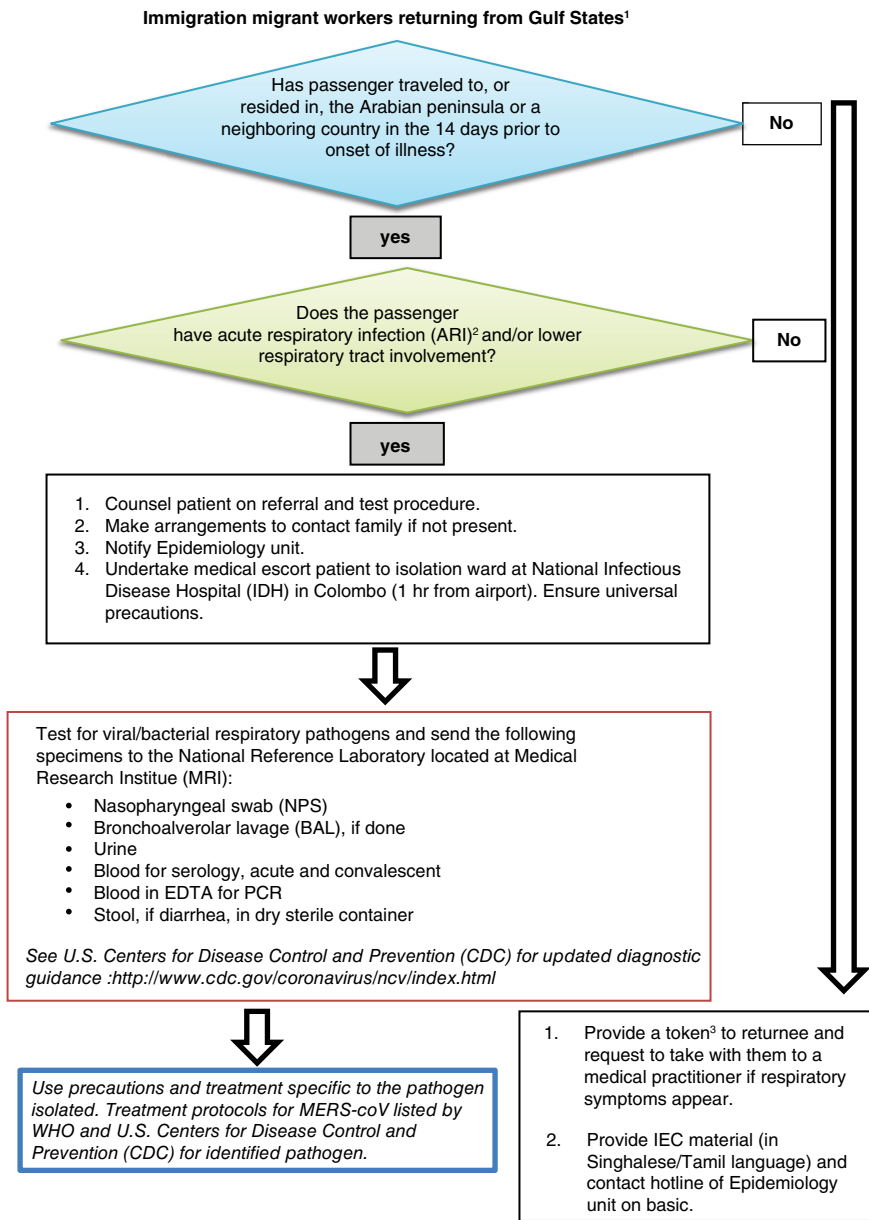 Immigration migrant workers returning from Gulf States¹
Has passenger traveled to, or
resided in, the Arabian peninsula or a
neighboring country in the 14 days prior to
onset of illness?
No
yes
Does the passenger
have acute respiratory infection (ARI)² and/or lower
respiratory tract involvement?
No
yes
1. Counsel patient on referral and test procedure.
2. Make arrangements to contact family if not present.
3. Notify Epidemiology unit.
4. Undertake medical escort patient to isolation ward at National Infectious
Disease Hospital (IDH) in Colombo (1 hr from airport). Ensure universal
precautions.
Test for viral/bacterial respiratory pathogens and send the following
specimens to the National Reference Laboratory located at Medical
Research Institue (MRI):
• Nasopharyngeal swab (NPS)
• Bronchoalverolar lavage (BAL), if done
• Urine
• Blood for serology, acute and convalescent
• Blood in EDTA for PCR
• Stool, if diarrhea, in dry sterile container
See U.S. Centers for Disease Control and Prevention (CDC) for updated diagnostic
guidance :http://www.cdc.gov/coronavirus/ncv/index.html
Use precautions and treatment specific to the pathogen
isolated. Treatment protocols for MERS-coV listed by
WHO and U.S. Centers for Disease Control and
Prevention (CDC) for identified pathogen.
1. Provide a token³ to returnee and
request to take with them to a
medical practitioner if respiratory
symptoms appear.
2. Provide IEC material (in
Singhalese/Tamil language) and
contact hotline of Epidemiology
unit on basic.